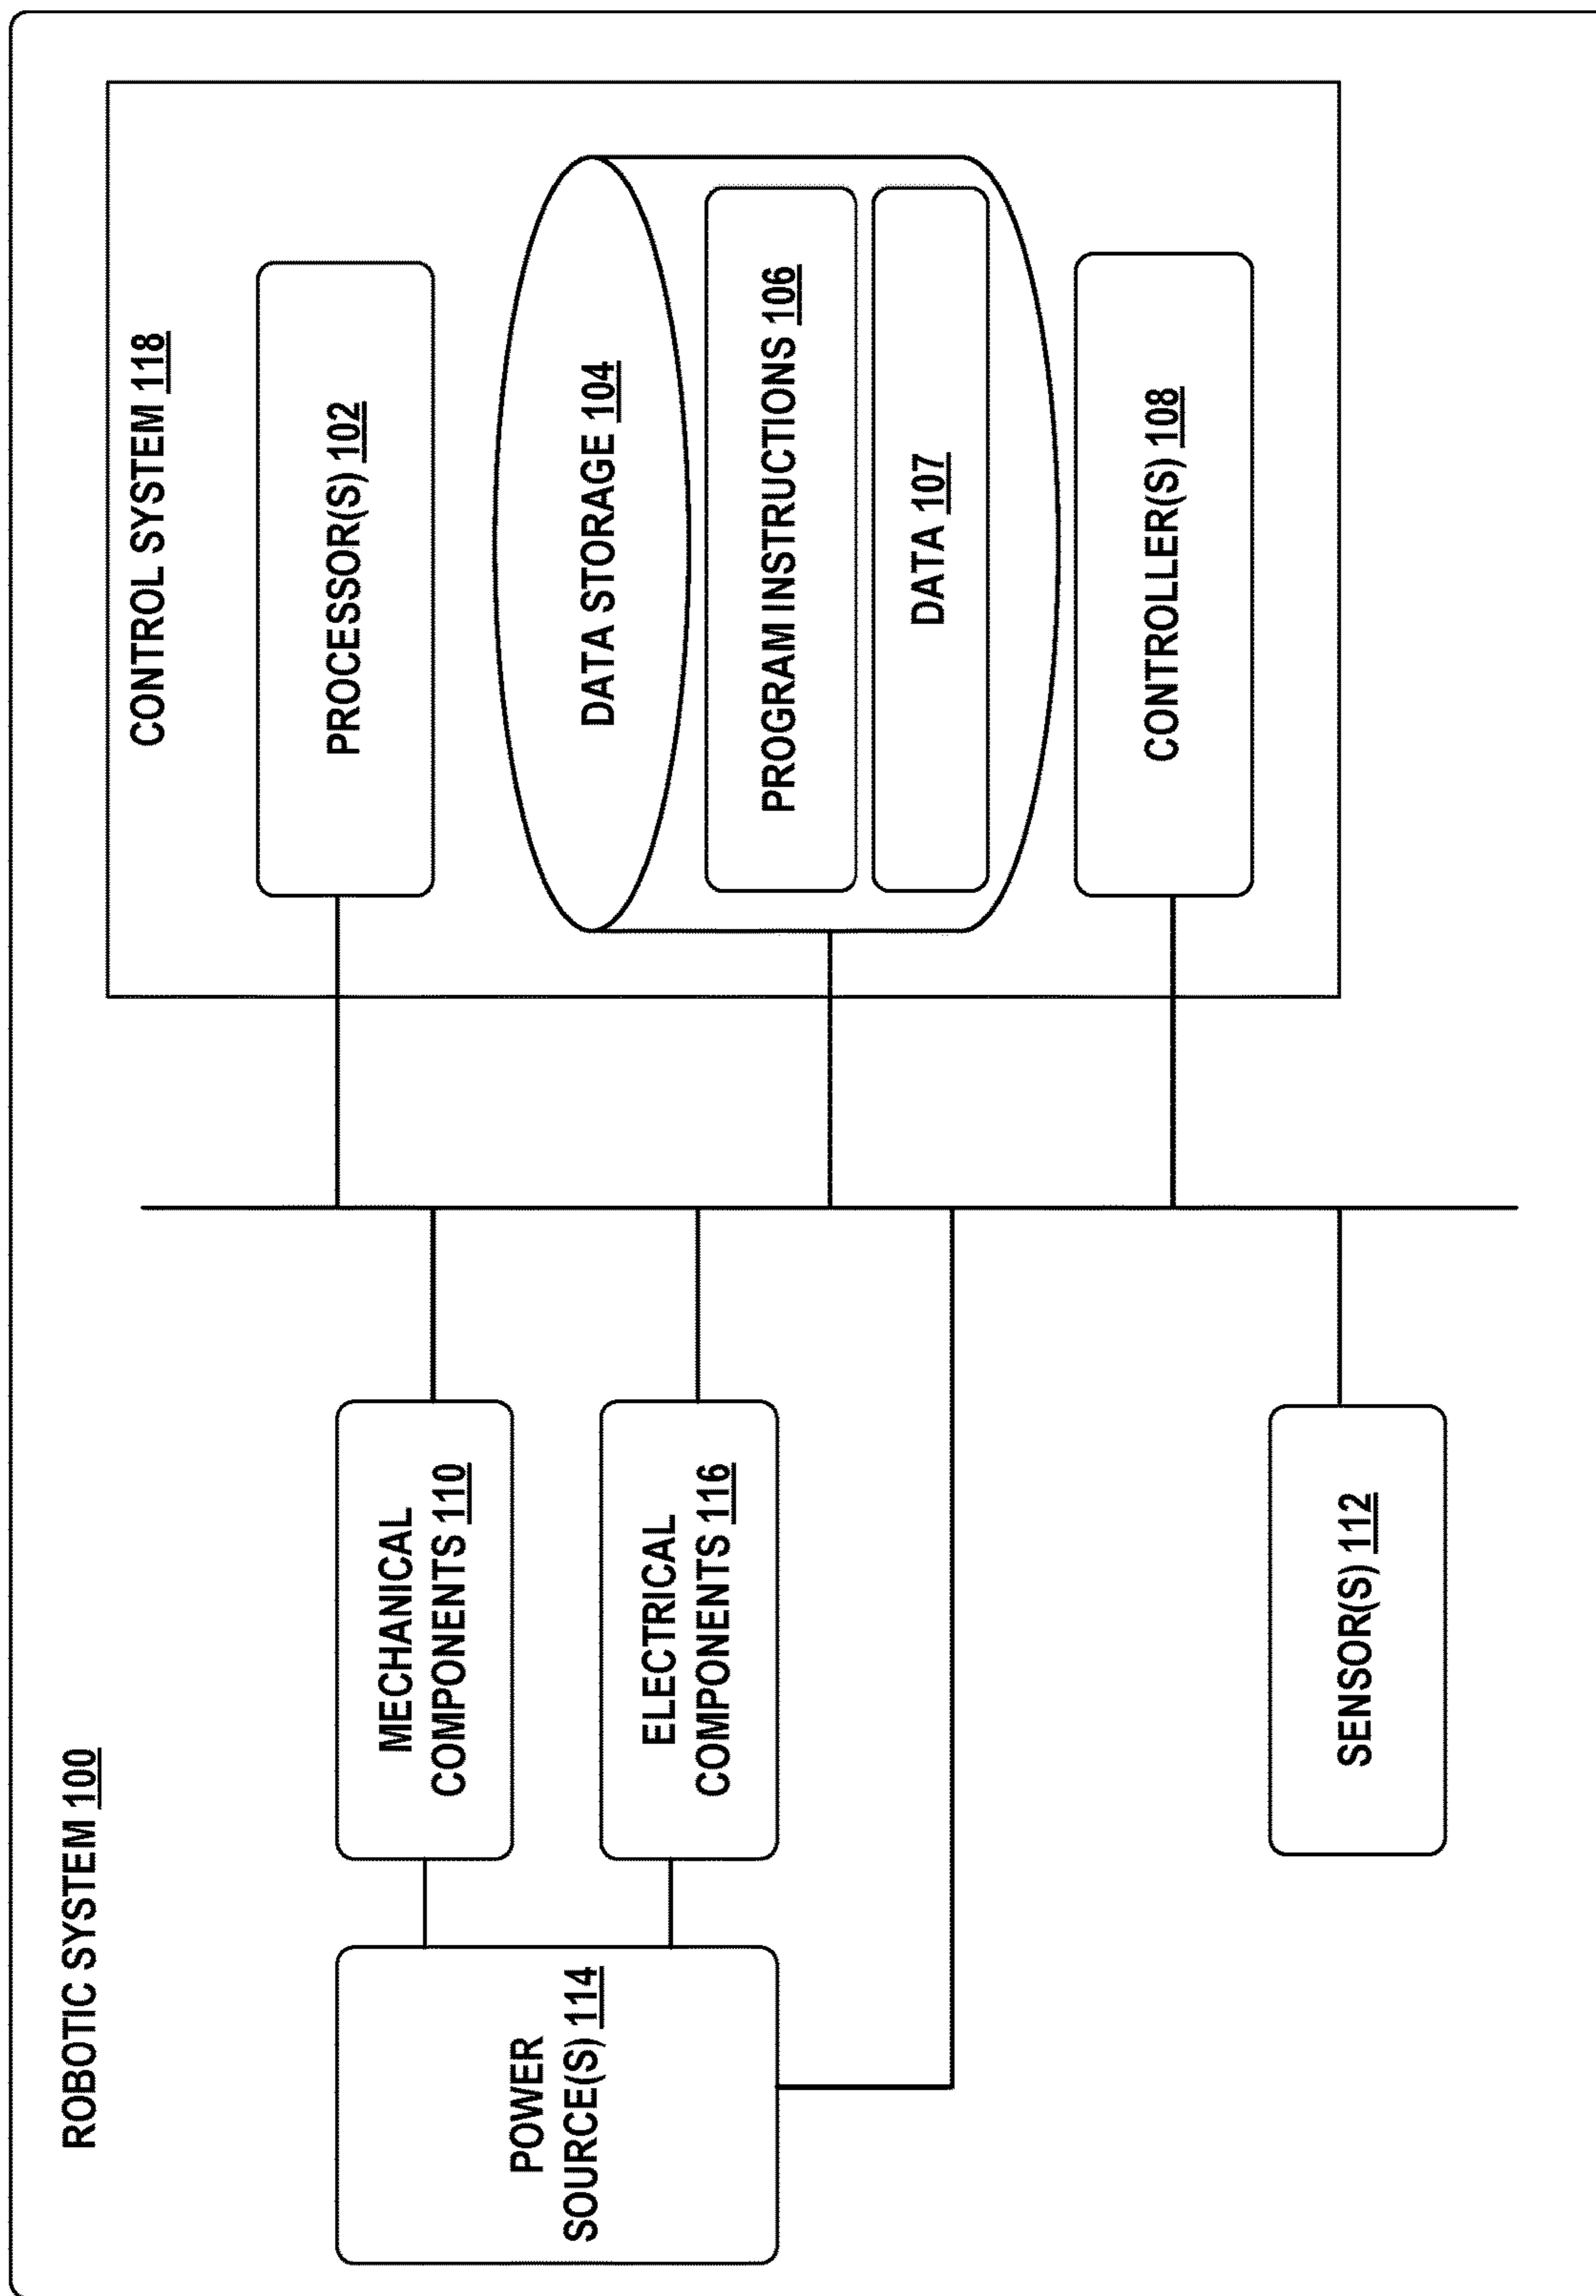 ROBOTIC SYSTEM 100
POWER
SOURCE(S) 114
MECHANICAL
COMPONENTS 110
ELECTRICAL
COMPONENTS 116
SENSOR(S) 112
CONTROL SYSTEM 118
PROCESSOR(S) 102
DATA STORAGE 104
PROGRAM INSTRUCTIONS 106
DATA 107
CONTROLLER(S) 108